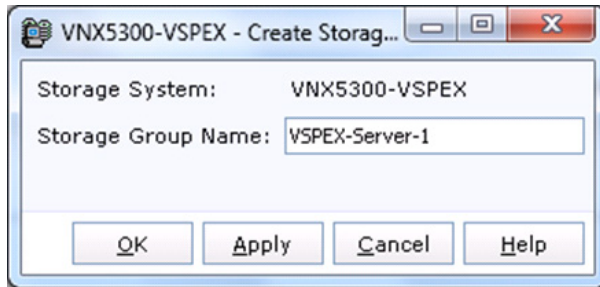 VNX5300-VSPEX - Create Storag...
Storage System: VNX5300-VSPEX
Storage Group Name: VSPEX-Server-1
OK Apply Cancel Help